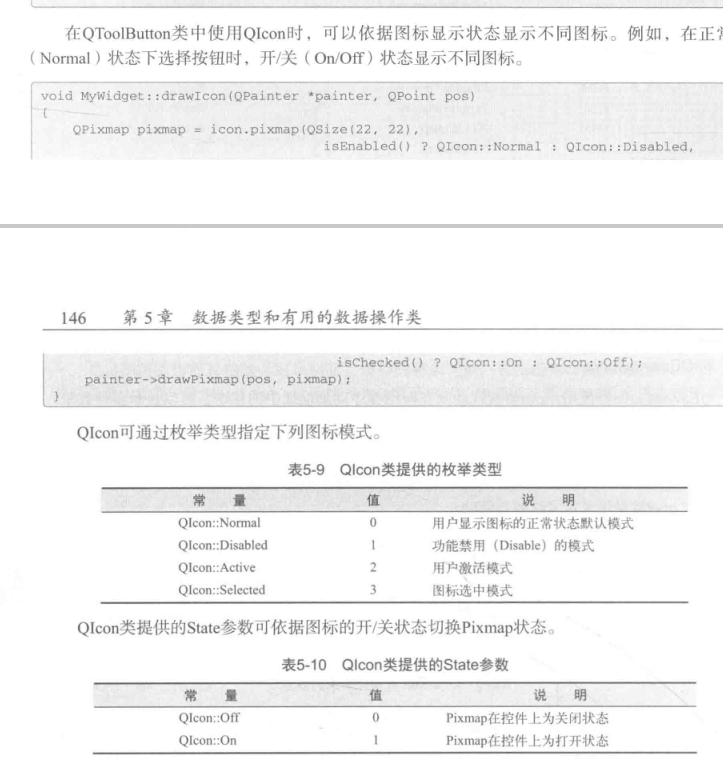 在QToolButton类中使用QIcon时，可以依据图标显示状态显示不同图标。例如，在正常
（Normal）状态下选择按钮时，开/关（On/Off）状态显示不同图标。
void MyWidget::drawIcon(QPainter *painter, QPoint pos)
{
QPixmap pixmap = icon.pixmap(QSize(22, 22),
isEnabled() ? QIcon::Normal : QIcon::Disabled,
146 第 5 章 数据类型和有用的数据操作类
isChecked() ? QIcon::On : QIcon::Off);
painter->drawPixmap(pos, pixmap);
}
QIcon可通过枚举类型指定下列图标模式。
表5-9 QIcon类提供的枚举类型
常 量 值 说 明
QIcon::Normal 0 用户显示图标的正常状态默认模式
QIcon::Disabled 1 功能禁用（Disable）的模式
QIcon::Active 2 用户激活模式
QIcon::Selected 3 图标选中模式
QIcon类提供的State参数可依据图标的开/关状态切换Pixmap状态。
表5-10 QIcon类提供的State参数
常 量 值 说 明
QIcon::Off 0 Pixmap在控件上为关闭状态
QIcon::On 1 Pixmap在控件上为打开状态